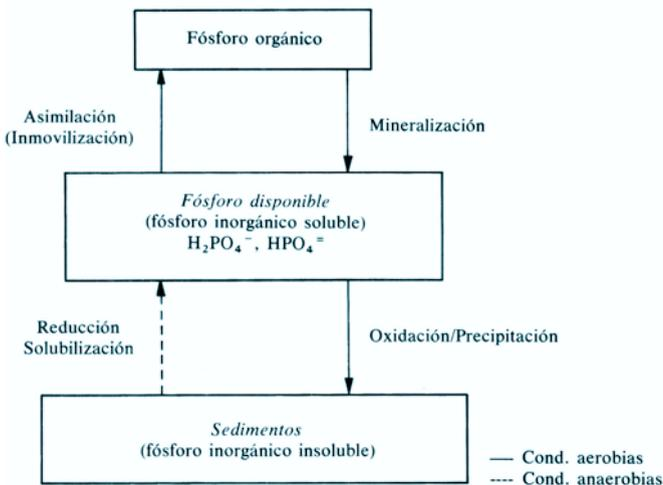 Fósforo orgánico
Asimilación
(Inmovilización)
Mineralización
Fósforo disponible
(fósforo inorgánico soluble)
H₂PO₄⁻, HPO₄⁼
Reducción
Solubilización
Oxidación/Precipitación
Sedimentos
(fósforo inorgánico insoluble)
— Cond. aerobias
---- Cond. anaerobias